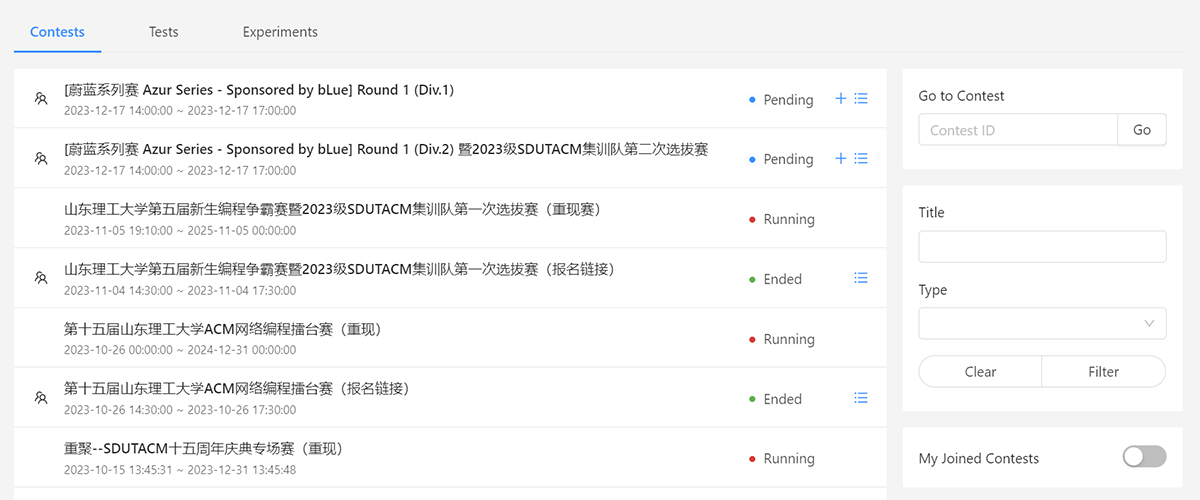 Contests
Tests
Experiments
[蔚蓝系列赛 Azur Series - Sponsored by bLue] Round 1 (Div.1)
2023-12-17 14:00:00 ~ 2023-12-17 17:00:00
Pending
[蔚蓝系列赛 Azur Series - Sponsored by bLue] Round 1 (Div.2) 暨2023级SDUTACM集训队第二次选拔赛
2023-12-17 14:00:00 ~ 2023-12-17 17:00:00
Pending
山东理工大学第五届新生编程争霸赛暨2023级SDUTACM集训队第一次选拔赛（重现赛）
2023-11-05 19:10:00 ~ 2025-11-05 00:00:00
Running
山东理工大学第五届新生编程争霸赛暨2023级SDUTACM集训队第一次选拔赛（报名链接）
2023-11-04 14:30:00 ~ 2023-11-04 17:30:00
Ended
第十五届山东理工大学ACM网络编程擂台赛（重现）
2023-10-26 00:00:00 ~ 2024-12-31 00:00:00
Running
第十五届山东理工大学ACM网络编程擂台赛（报名链接）
2023-10-26 14:30:00 ~ 2023-10-26 17:30:00
Ended
重聚--SDUTACM十五周年庆典专场赛（重现）
2023-10-15 13:45:31 ~ 2023-12-31 13:45:48
Running
Go to Contest
Contest ID
Go
Title
Type
Clear
Filter
My Joined Contests